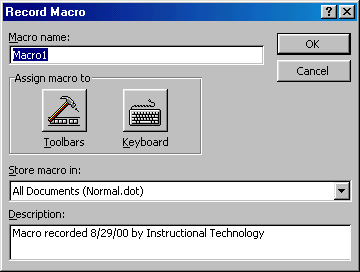 Record Macro
Macro name:
Macro1
OK
Cancel
Assign macro to
Toolbars
Keyboard
Store macro in:
All Documents (Normal.dot)
Description:
Macro recorded 8/29/00 by Instructional Technology